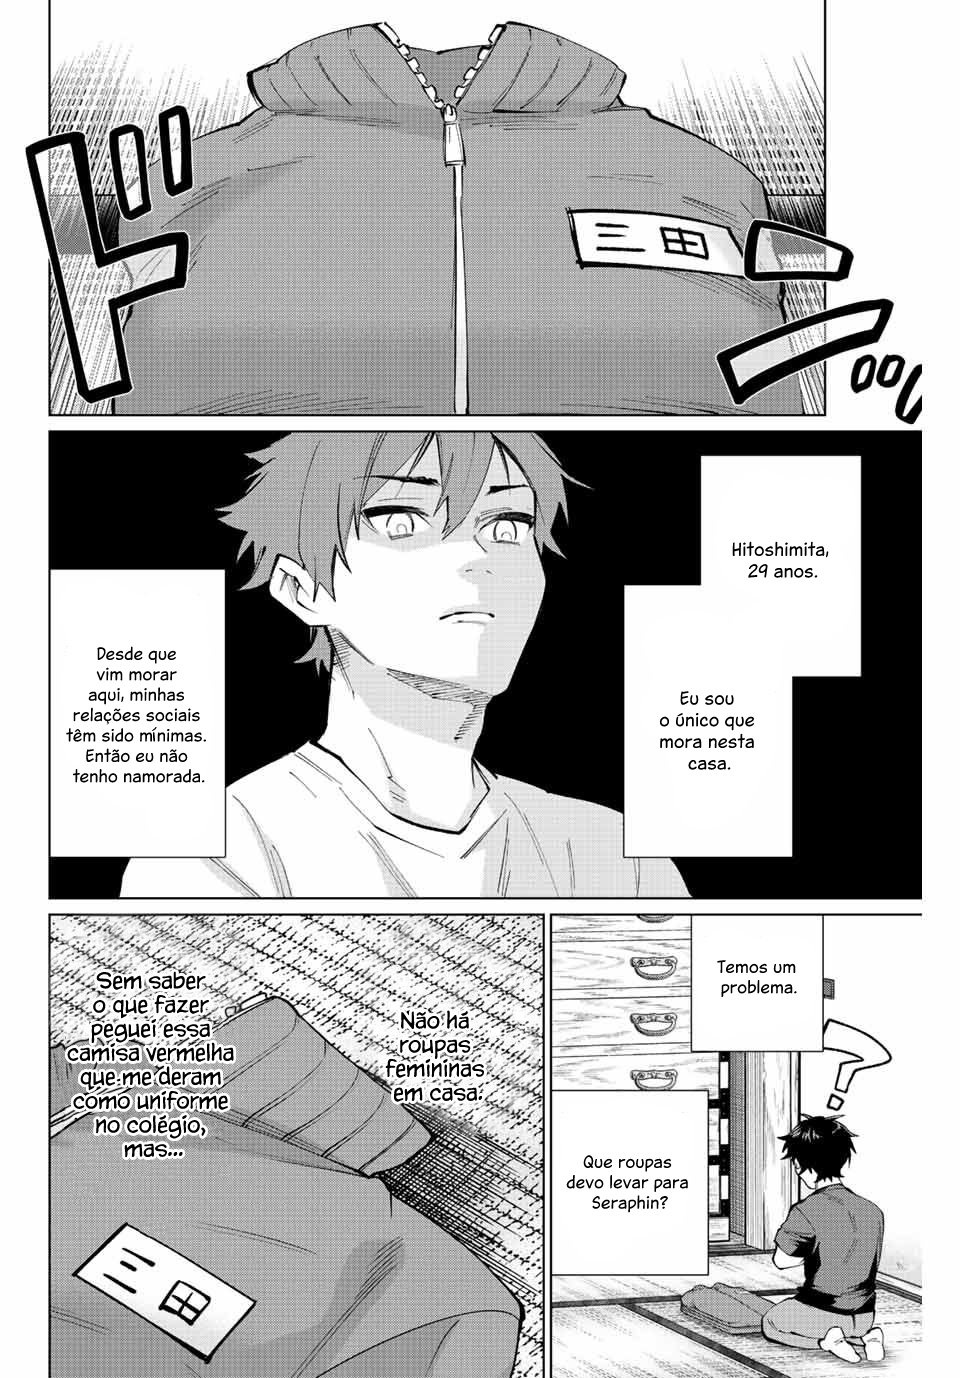 三田
ドーン
Hitoshimita,
29 anos.
Eu sou
o único que
mora nesta
casa.
Desde que
vim morar
aqui, minhas
relações sociais
têm sido mínimas.
Então eu não
tenho namorada.
Temos um
problema.
?
Que roupas
devo levar para
Seraphin?
Não há
roupas
femininas
em casa.
Sem saber
o que fazer
peguei essa
camisa vermelha
que me deram
como uniforme
no colégio,
mas...
三田